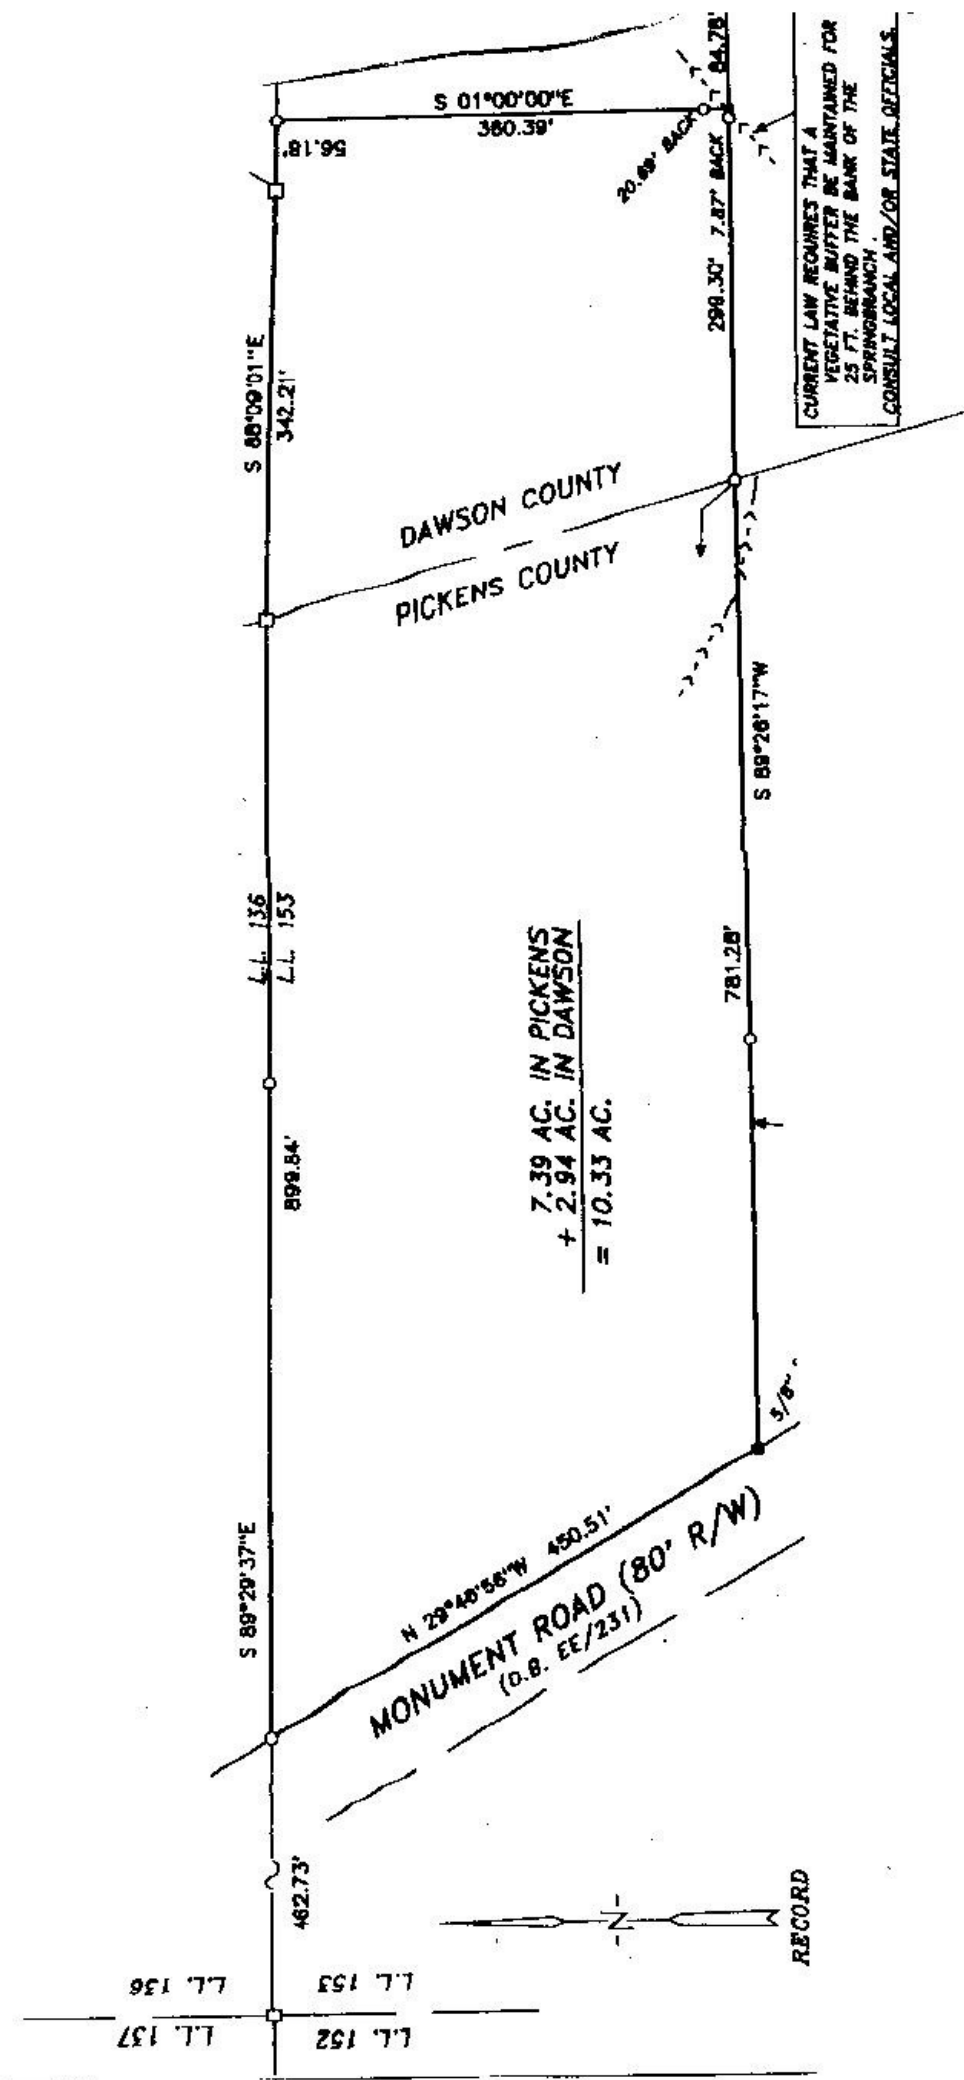 S 01°00'00"E
360.39'
56.18'
20.69' BACK
84.78'
299.30' 7.87' BACK
CURRENT LAW REQUIRES THAT A
VEGETATIVE BUFFER BE MAINTAINED FOR
25 FT. BEHIND THE BANK OF THE
SPRINGBRANCH .
CONSULT LOCAL AND/OR STATE OFFICIALS.
S 88°09'01"E
342.21'
DAWSON COUNTY
PICKENS COUNTY
S 89°26'17"W
781.28'
L.L. 136
L.L. 153
899.84'
S 89°29'37"E
7.39 AC. IN PICKENS
+ 2.94 AC. IN DAWSON
= 10.33 AC.
5/8"
N 29°48'56"W 450.51'
MONUMENT ROAD (80' R/W)
(D.B. EE/231)
462.73'
N
RECORD
L.L. 136
L.L. 153
L.L. 137
L.L. 152